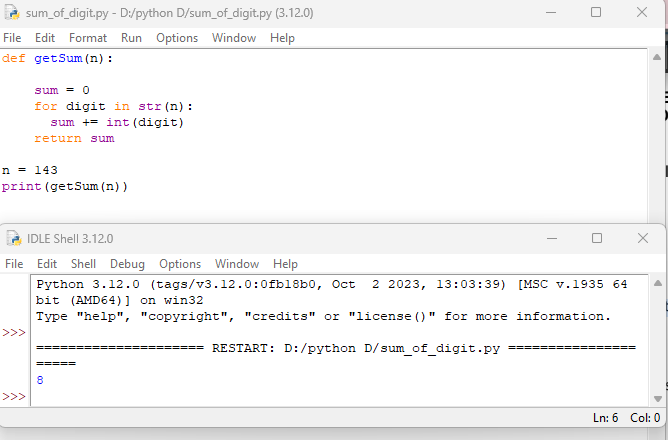 sum_of_digit.py - D:/python D/sum_of_digit.py (3.12.0)
File Edit Format Run Options Window Help
def getSum(n):
    sum = 0
    for digit in str(n):
      sum += int(digit)
    return sum
n = 143
print(getSum(n))
IDLE Shell 3.12.0
File Edit Shell Debug Options Window Help
Python 3.12.0 (tags/v3.12.0:0fb18b0, Oct  2 2023, 13:03:39) [MSC v.1935 64
bit (AMD64)] on win32
Type "help", "copyright", "credits" or "license()" for more information.
>>>
===================== RESTART: D:/python D/sum_of_digit.py ================
=====
8
>>>
Ln: 6 Col: 0